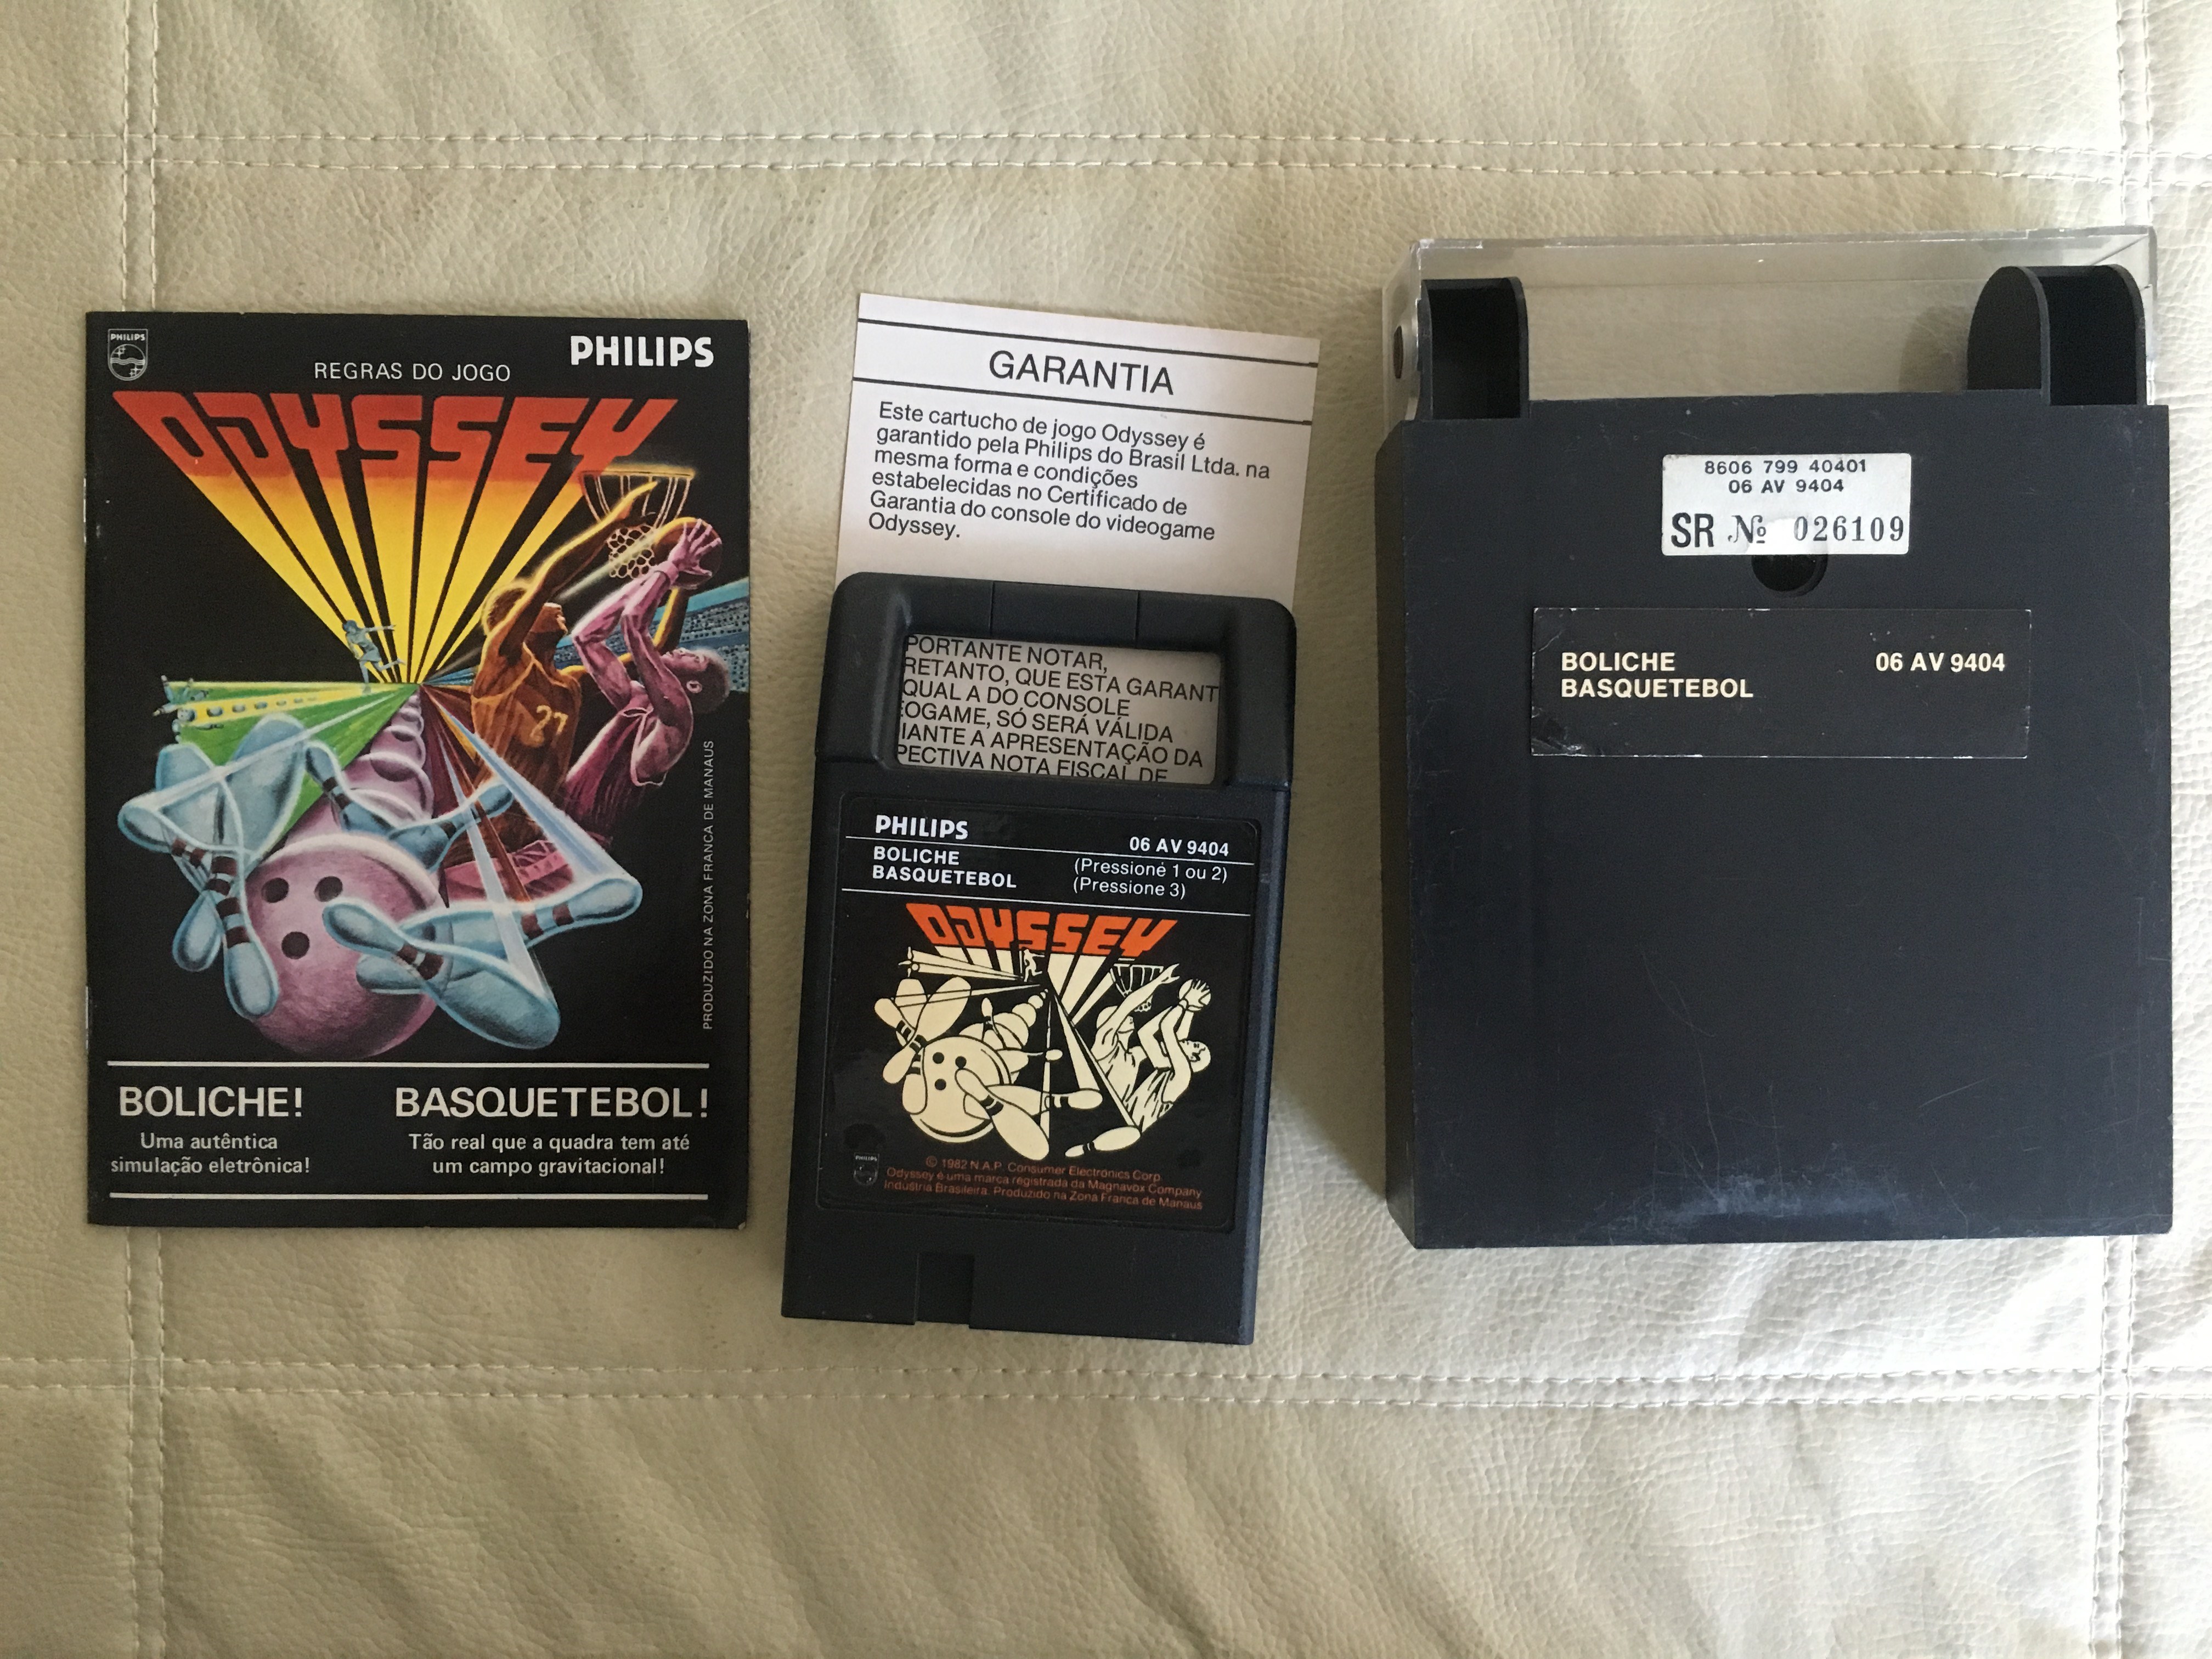 PHILIPS
PHILIPS
REGRAS DO JOGO
ODYSSEY
27
PRODUZIDO NA ZONA FRANCA DE MANAUS
BOLICHE!
Uma autêntica
simulação eletrônica!
BASQUETEBOL!
Tão real que a quadra tem até
um campo gravitacional!
GARANTIA
Este cartucho de jogo Odyssey é
garantido pela Philips do Brasil Ltda. na
mesma forma e condições
estabelecidas no Certificado de
Garantia do console do videogame
Odyssey.
PORTANTE NOTAR,
RETANTO, QUE ESTA GARANT
QUAL A DO CONSOLE
EOGAME, SÓ SERÁ VÁLIDA
IANTE A APRESENTAÇÃO DA
PECTIVA NOTA FISCAL DE
PHILIPS
06 AV 9404
BOLICHE (Pressione 1 ou 2)
BASQUETEBOL (Pressione 3)
ODYSSEY
PHILIPS
© 1982 N.A.P. Consumer Electronics Corp.
Odyssey é uma marca registrada da Magnavox Company
Indústria Brasileira. Produzido na Zona Franca de Manaus
8606 799 40401
06 AV 9404
SR Nº 026109
BOLICHE 06 AV 9404
BASQUETEBOL